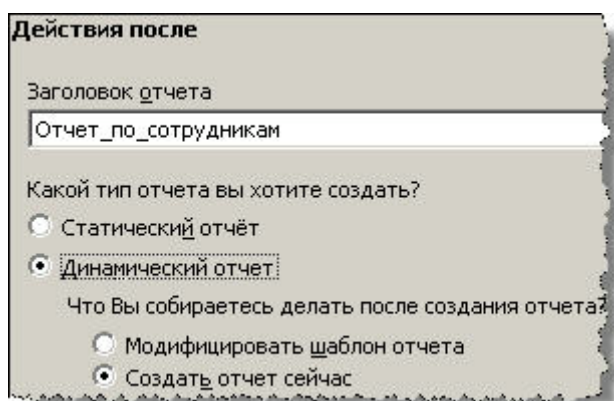 Действия после
Заголовок отчета
Отчет_по_сотрудникам
Какой тип отчета вы хотите создать?
Статический отчёт
Динамический отчет
Что Вы собираетесь делать после создания отчета?
Модифицировать шаблон отчета
Создать отчет сейчас